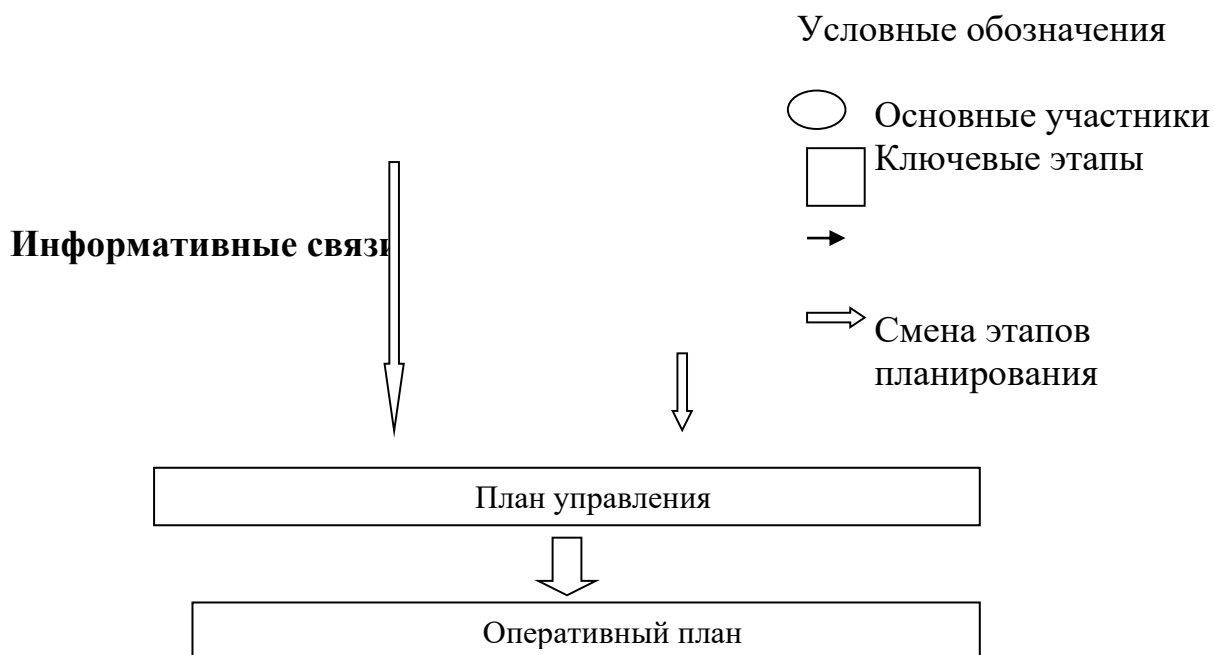 Условные обозначения
Основные участники
Ключевые этапы
Информативные связи
Смена этапов
планирования
План управления
Оперативный план